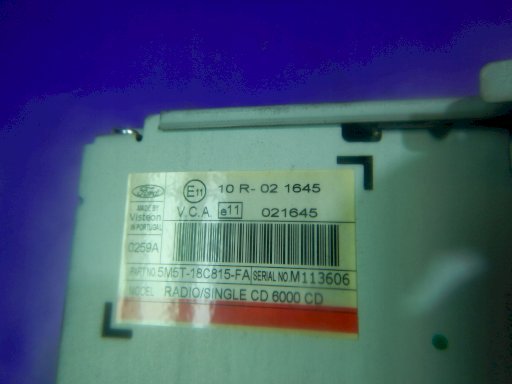 Ford
E11 10 R- 02 1645
MADE BY
Visteon
IN PORTUGAL
V.C.A. e11 021645
0259A
PART NO. 5M5T-18C815-FA SERIAL NO. M113606
MODEL RADIO/SINGLE CD 6000 CD